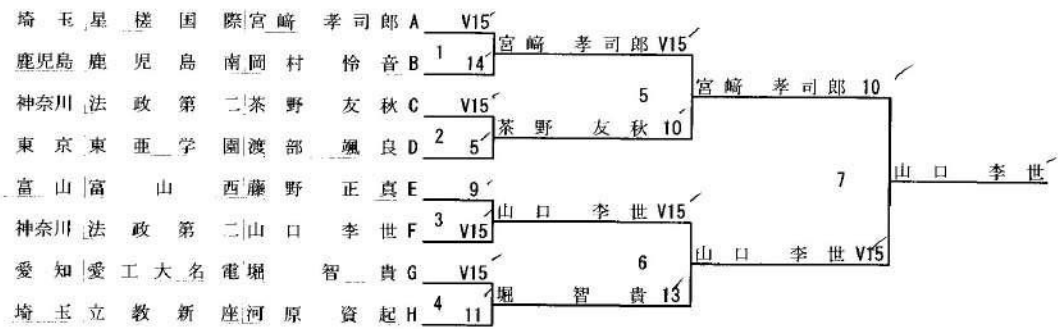 埼玉 星槎国際 宮﨑 孝司郎 A V15
1 宮﨑 孝司郎 V15
鹿児島 鹿児島南 岡村 怜音 B 14
5 宮﨑 孝司郎 10
神奈川 法政第二 茶野 友秋 C V15
2 茶野 友秋 10
東京 東亜学園 渡部 颯良 D 5
7 山口 李世
富山 富山西 藤野 正真 E 9
3 山口 李世 V15
神奈川 法政第二 山口 李世 F V15
6 山口 李世 V15
愛知 愛工大名電 堀 智貴 G V15
4 堀 智貴 13
埼玉 立教新座 河原 資起 H 11